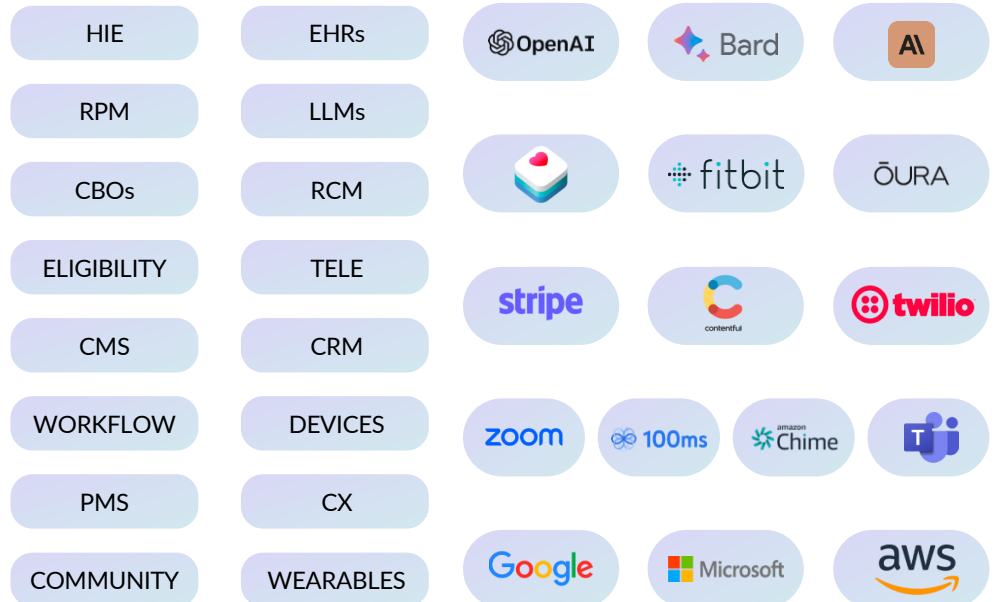 HIE
EHRs
RPM
LLMs
CBOs
RCM
ELIGIBILITY
TELE
CMS
CRM
WORKFLOW
DEVICES
PMS
CX
COMMUNITY
WEARABLES
OpenAI
Bard
A\
fitbit
ŌURA
stripe
contentful
twilio
zoom
100ms
amazon
Chime
T
Google
Microsoft
aws